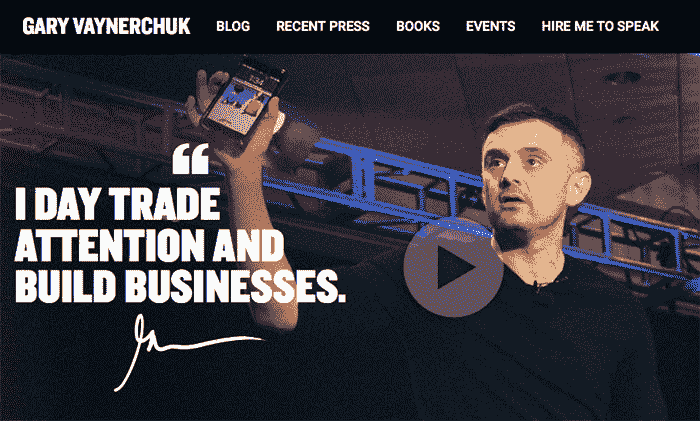 GARY VAYNERCHUK BLOG RECENT PRESS BOOKS EVENTS HIRE ME TO SPEAK
“
I DAY TRADE
ATTENTION AND
BUILD BUSINESSES.